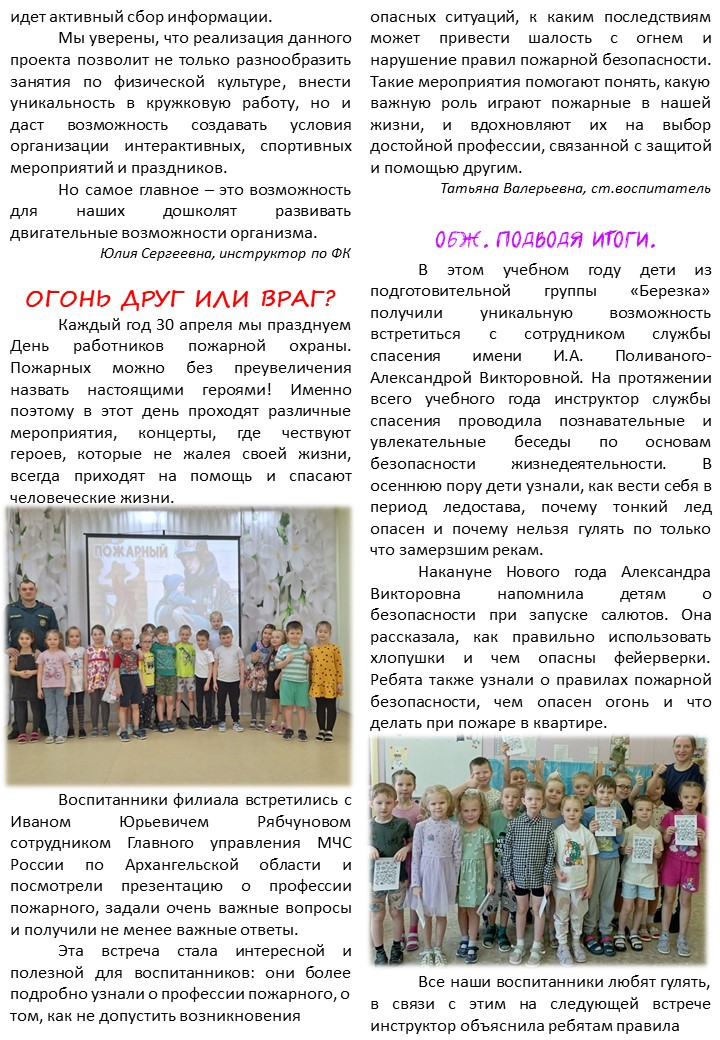 идет активный сбор информации.
Мы уверены, что реализация данного
проекта позволит не только разнообразить
занятия по физической культуре, внести
уникальность в кружковую работу, но и
даст возможность создавать условия
организации интерактивных, спортивных
мероприятий и праздников.
Но самое главное – это возможность
для наших дошколят развивать
двигательные возможности организма.
Юлия Сергеевна, инструктор по ФК
ОГОНЬ ДРУГ ИЛИ ВРАГ?
Каждый год 30 апреля мы празднуем
День работников пожарной охраны.
Пожарных можно без преувеличения
назвать настоящими героями! Именно
поэтому в этот день проходят различные
мероприятия, концерты, где чествуют
героев, которые не жалея своей жизни,
всегда приходят на помощь и спасают
человеческие жизни.
ПОЖАРНЫЙ
Воспитанники филиала встретились с
Иваном Юрьевичем Рябчуновом
сотрудником Главного управления МЧС
России по Архангельской области и
посмотрели презентацию о профессии
пожарного, задали очень важные вопросы
и получили не менее важные ответы.
Эта встреча стала интересной и
полезной для воспитанников: они более
подробно узнали о профессии пожарного, о
том, как не допустить возникновения
опасных ситуаций, к каким последствиям
может привести шалость с огнем и
нарушение правил пожарной безопасности.
Такие мероприятия помогают понять, какую
важную роль играют пожарные в нашей
жизни, и вдохновляют их на выбор
достойной профессии, связанной с защитой
и помощью другим.
Татьяна Валерьевна, ст.воспитатель
ОБЖ. ПОДВОДЯ ИТОГИ.
В этом учебном году дети из
подготовительной группы «Березка»
получили уникальную возможность
встретиться с сотрудником службы
спасения имени И.А. Поливаного-
Александрой Викторовной. На протяжении
всего учебного года инструктор службы
спасения проводила познавательные и
увлекательные беседы по основам
безопасности жизнедеятельности. В
осеннюю пору дети узнали, как вести себя в
период ледостава, почему тонкий лед
опасен и почему нельзя гулять по только
что замерзшим рекам.
Накануне Нового года Александра
Викторовна напомнила детям о
безопасности при запуске салютов. Она
рассказала, как правильно использовать
хлопушки и чем опасны фейерверки.
Ребята также узнали о правилах пожарной
безопасности, чем опасен огонь и что
делать при пожаре в квартире.
Все наши воспитанники любят гулять,
в связи с этим на следующей встрече
инструктор объяснила ребятам правила